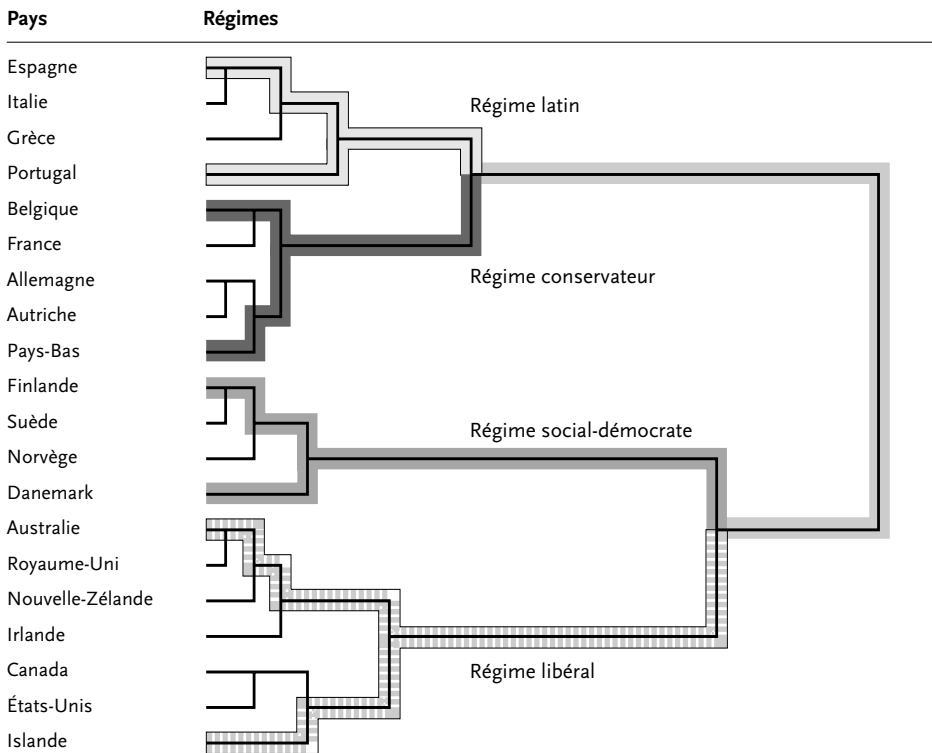 Pays Régimes
Espagne
Italie
Régime latin
Grèce
Portugal
Belgique
France
Allemagne
Régime conservateur
Autriche
Pays-Bas
Finlande
Suède
Régime social-démocrate
Norvège
Danemark
Australie
Royaume-Uni
Nouvelle-Zélande
Irlande
Canada
Régime libéral
États-Unis
Islande